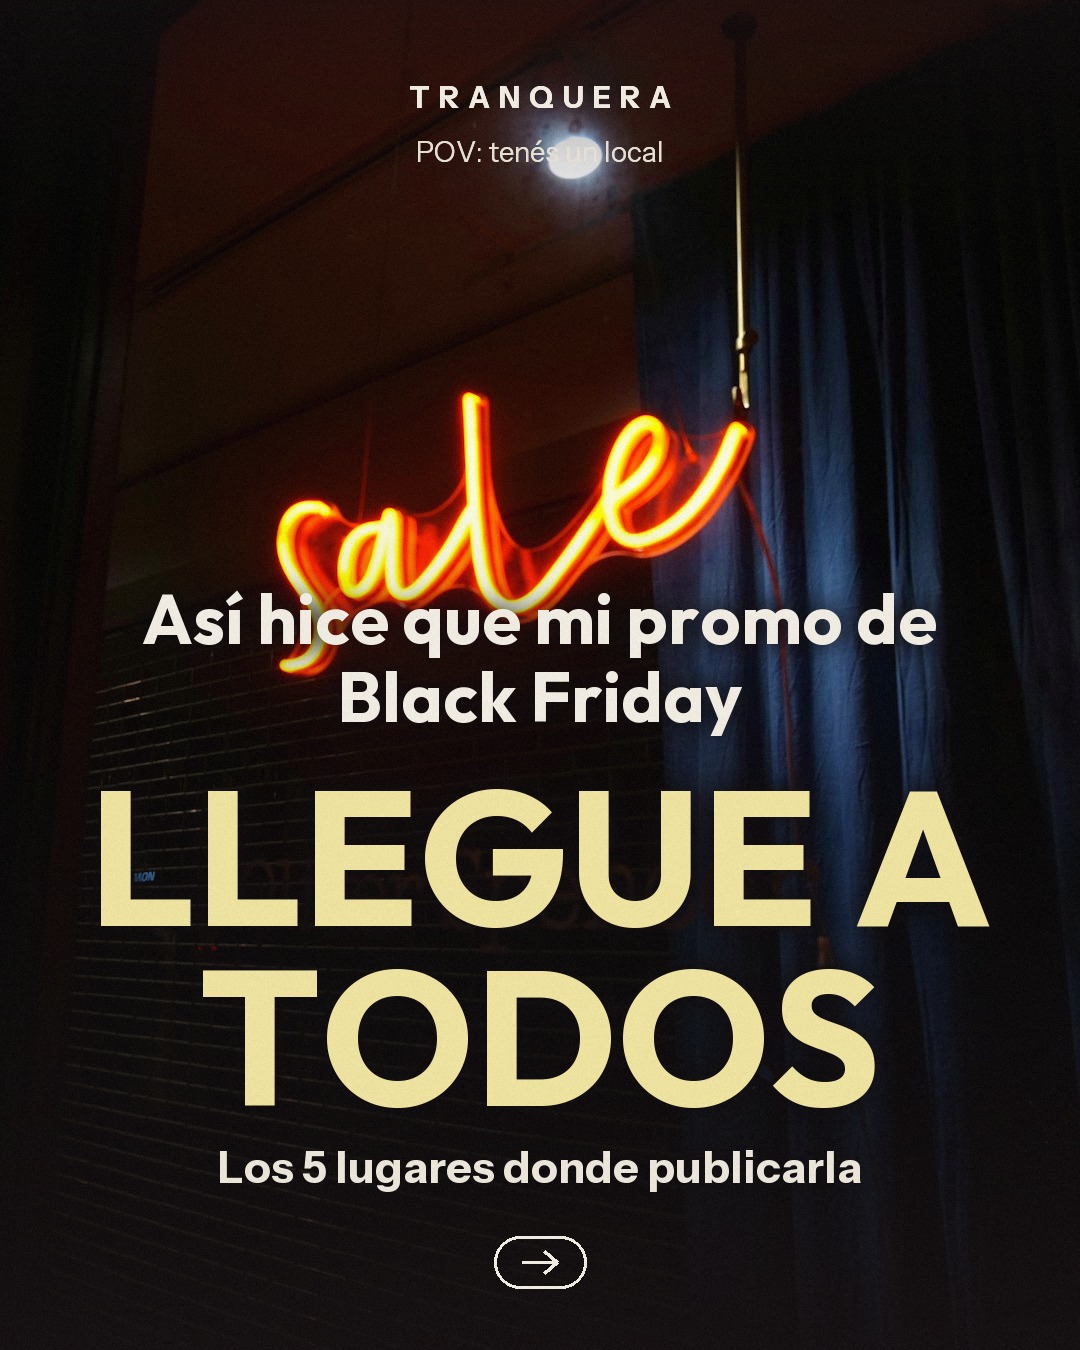 TRANQUERA
POV: tenés un local
sale
Así hice que mi promo de
Black Friday
LLEGUE A
TODOS
Los 5 lugares donde publicarla